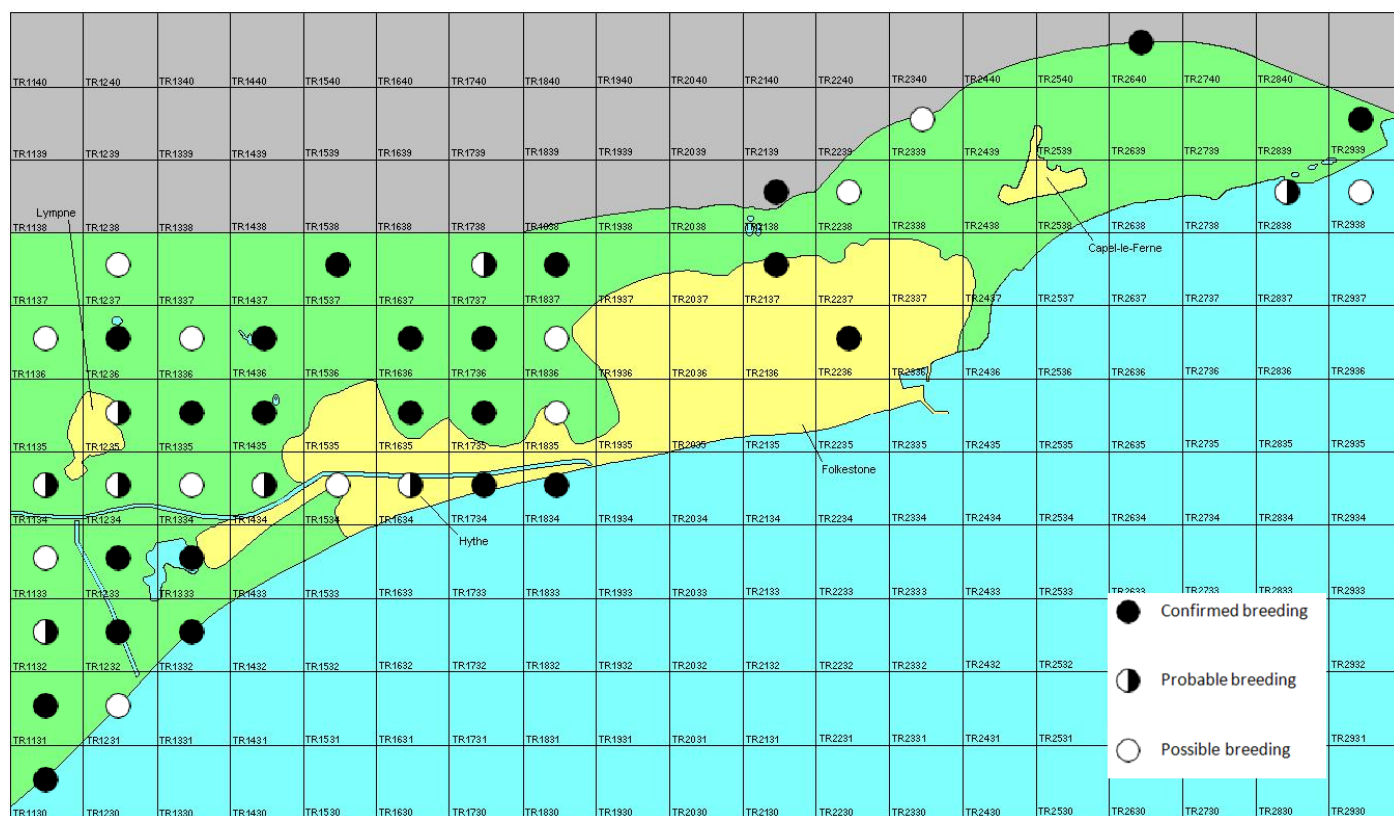 TR1140 TR1240 TR1340 TR1440 TR1540 TR1640 TR1740 TR1840 TR1940 TR2040 TR2140 TR2240 TR2340 TR2440 TR2540 TR2640 TR2740 TR2840
TR1139 TR1239 TR1339 TR1439 TR1539 TR1639 TR1739 TR1839 TR1939 TR2039 TR2139 TR2239 TR2339 TR2439 TR2539 TR2639 TR2739 TR2839 TR2939
Lympne
TR1138 TR1238 TR1338 TR1438 TR1538 TR1638 TR1738 TR1838 TR1938 TR2038 TR2138 TR2238 TR2338 TR2438 TR2538 TR2638 TR2738 TR2838 TR2938
Capel-le-Ferne
TR1137 TR1237 TR1337 TR1437 TR1537 TR1637 TR1737 TR1837 TR1937 TR2037 TR2137 TR2237 TR2337 TR2437 TR2537 TR2637 TR2737 TR2837 TR2937
TR1136 TR1236 TR1336 TR1436 TR1536 TR1636 TR1736 TR1836 TR1936 TR2036 TR2136 TR2236 TR2336 TR2436 TR2536 TR2636 TR2736 TR2836 TR2936
TR1135 TR1235 TR1335 TR1435 TR1535 TR1635 TR1735 TR1835 TR1935 TR2035 TR2135 TR2235 TR2335 TR2435 TR2535 TR2635 TR2735 TR2835 TR2935
Folkestone
TR1134 TR1234 TR1334 TR1434 TR1534 TR1634 TR1734 TR1834 TR1934 TR2034 TR2134 TR2234 TR2334 TR2434 TR2534 TR2634 TR2734 TR2834 TR2934
Hythe
TR1133 TR1233 TR1333 TR1433 TR1533 TR1633 TR1733 TR1833 TR1933 TR2033 TR2133 TR2233 TR2333 TR2433 TR2533 TR2633 TR2733 TR2833 TR2933
Confirmed breeding
TR1132 TR1232 TR1332 TR1432 TR1532 TR1632 TR1732 TR1832 TR1932 TR2032 TR2132 TR2232 TR2332 TR2432 TR2532 TR2932
Probable breeding
TR1131 TR1231 TR1331 TR1431 TR1531 TR1631 TR1731 TR1831 TR1931 TR2031 TR2131 TR2231 TR2331 TR2431 TR2531 TR2931
Possible breeding
TR1130 TR1230 TR1330 TR1430 TR1530 TR1630 TR1730 TR1830 TR1930 TR2030 TR2130 TR2230 TR2330 TR2430 TR2530 TR2630 TR2730 TR2830 TR2930